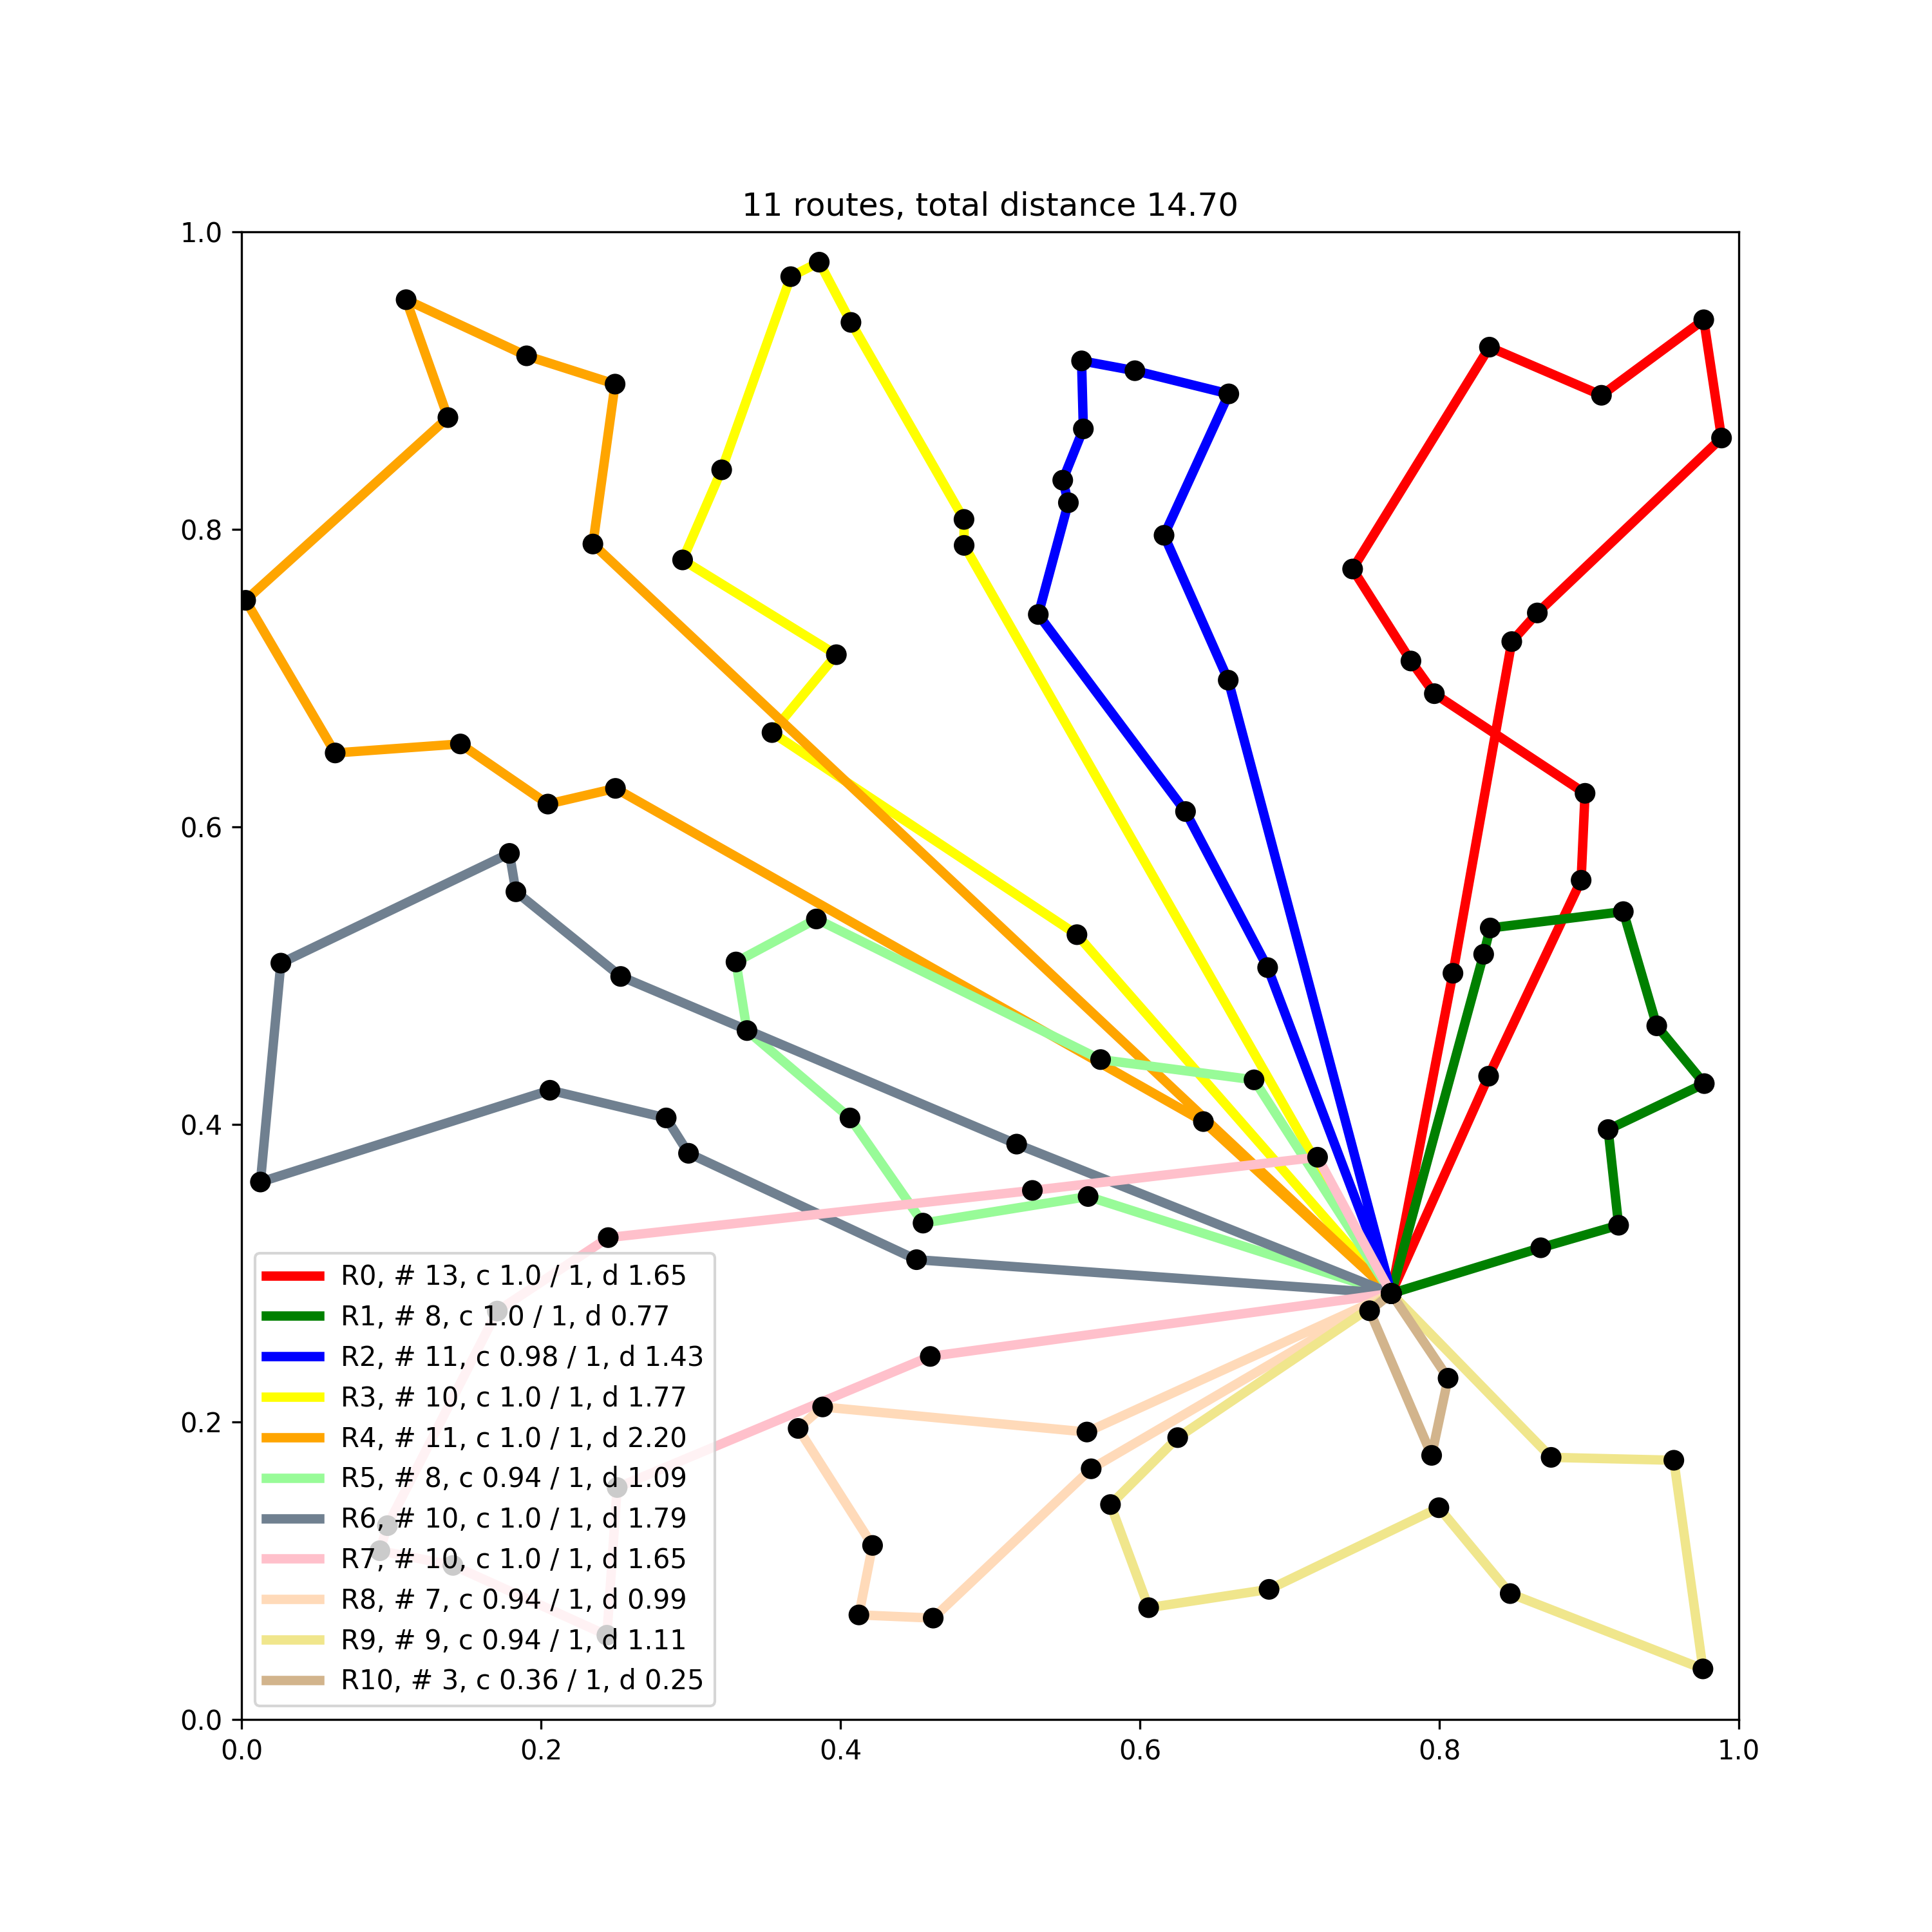 11 routes, total distance 14.70
1.0
0.8
0.6
0.4
0.2
0.0
R0, # 13, c 1.0 / 1, d 1.65
R1, # 8, c 1.0 / 1, d 0.77
R2, # 11, c 0.98 / 1, d 1.43
R3, # 10, c 1.0 / 1, d 1.77
R4, # 11, c 1.0 / 1, d 2.20
R5, # 8, c 0.94 / 1, d 1.09
R6, # 10, c 1.0 / 1, d 1.79
R7, # 10, c 1.0 / 1, d 1.65
R8, # 7, c 0.94 / 1, d 0.99
R9, # 9, c 0.94 / 1, d 1.11
R10, # 3, c 0.36 / 1, d 0.25
0.0 0.2 0.4 0.6 0.8 1.0